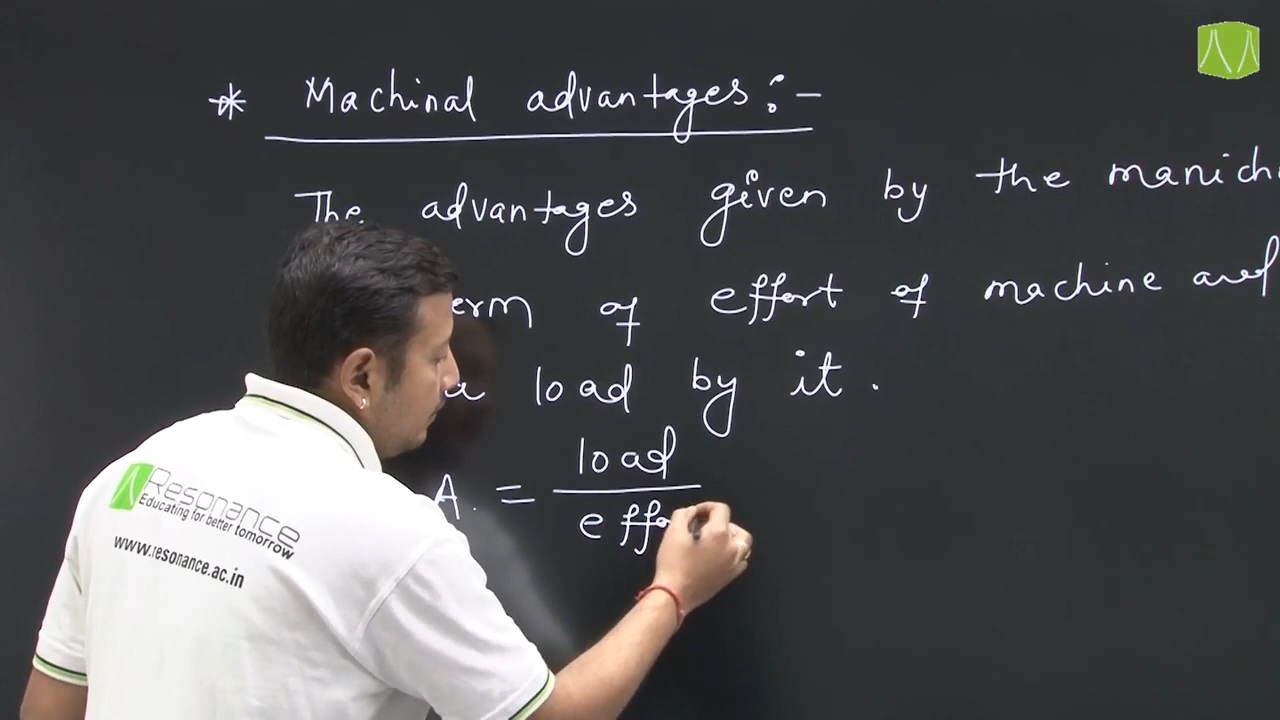 * Machinal advantages :-
The advantages given by the manich
erm of effort of machine and
a load by it .
A. = load
effo
Resonance
Educating for better tomorrow
www.resonance.ac.in